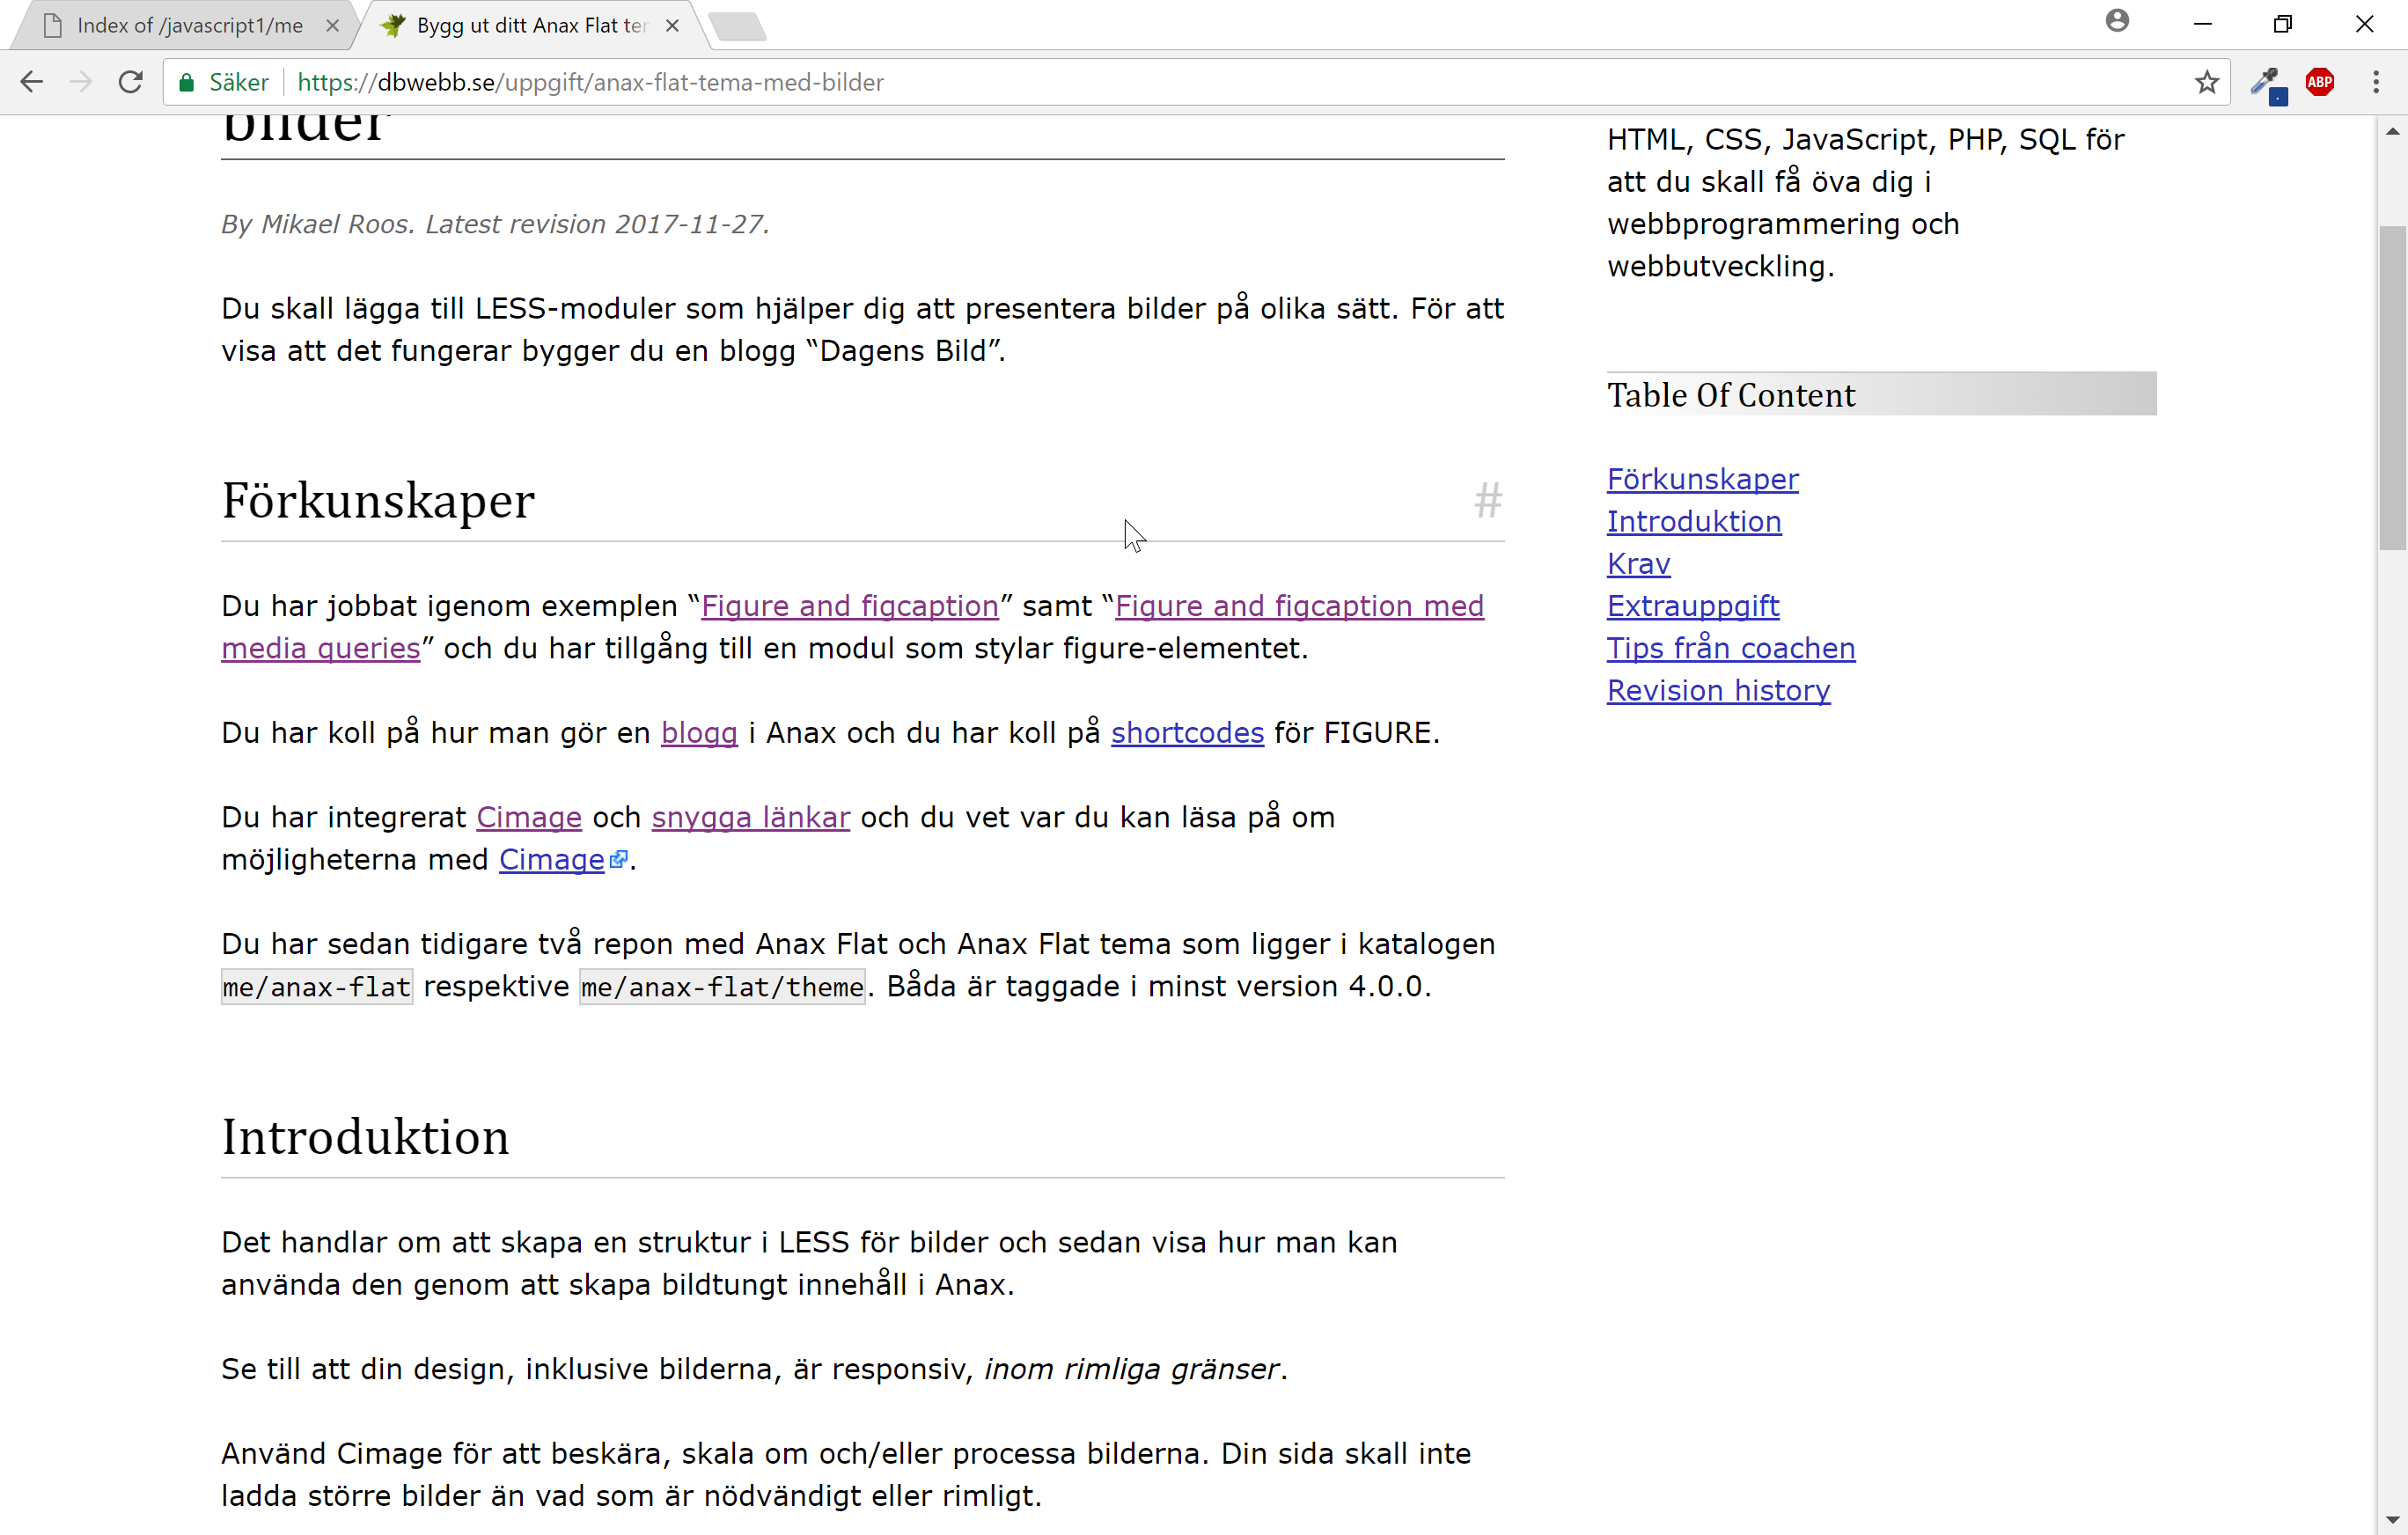 Index of /javascript1/me
Bygg ut ditt Anax Flat ter
Säker
https://dbwebb.se/uppgift/anax-flat-tema-med-bilder
ABP
bilder
By Mikael Roos. Latest revision 2017-11-27.
Du skall lägga till LESS-moduler som hjälper dig att presentera bilder på olika sätt. För att
visa att det fungerar bygger du en blogg “Dagens Bild”.
Förkunskaper
#
Du har jobbat igenom exemplen “Figure and figcaption” samt “Figure and figcaption med
media queries” och du har tillgång till en modul som stylar figure-elementet.
Du har koll på hur man gör en blogg i Anax och du har koll på shortcodes för FIGURE.
Du har integrerat Cimage och snygga länkar och du vet var du kan läsa på om
möjligheterna med Cimage.
Du har sedan tidigare två repon med Anax Flat och Anax Flat tema som ligger i katalogen
me/anax-flat respektive me/anax-flat/theme. Båda är taggade i minst version 4.0.0.
Introduktion
Det handlar om att skapa en struktur i LESS för bilder och sedan visa hur man kan
använda den genom att skapa bildtungt innehåll i Anax.
Se till att din design, inklusive bilderna, är responsiv, inom rimliga gränser.
Använd Cimage för att beskära, skala om och/eller processa bilderna. Din sida skall inte
ladda större bilder än vad som är nödvändigt eller rimligt.
HTML, CSS, JavaScript, PHP, SQL för
att du skall få öva dig i
webbprogrammering och
webbutveckling.
Table Of Content
Förkunskaper
Introduktion
Krav
Extrauppgift
Tips från coachen
Revision history